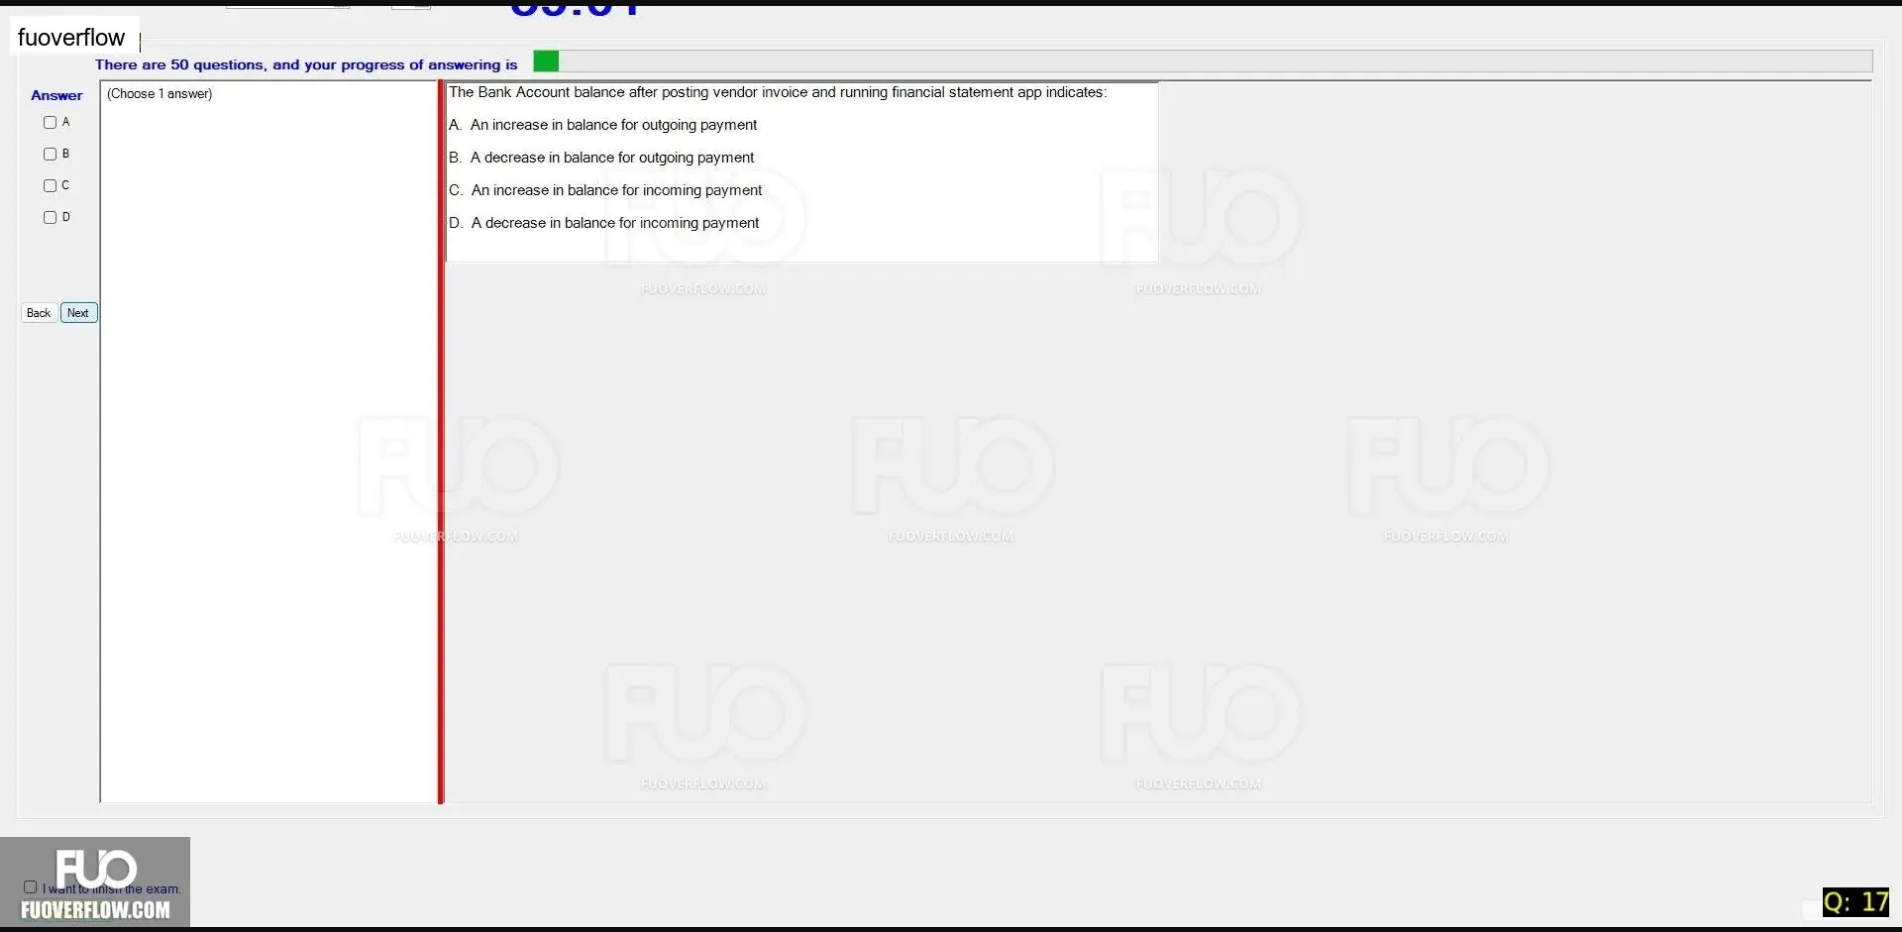 fuoverflow
There are 50 questions, and your progress of answering is
Answer
(Choose 1 answer)
A
B
C
D
Back Next
The Bank Account balance after posting vendor invoice and running financial statement app indicates:
A. An increase in balance for outgoing payment
B. A decrease in balance for outgoing payment
C. An increase in balance for incoming payment
D. A decrease in balance for incoming payment
FUO FUO
FUOVERFLOW.COM FUOVERFLOW.COM
FUO FUO FUO
FUOVERFLOW.COM FUOVERFLOW.COM FUOVERFLOW.COM
FUO FUO
FUOVERFLOW.COM FUOVERFLOW.COM
FUO
I want to finish the exam.
FUOVERFLOW.COM
Q: 17